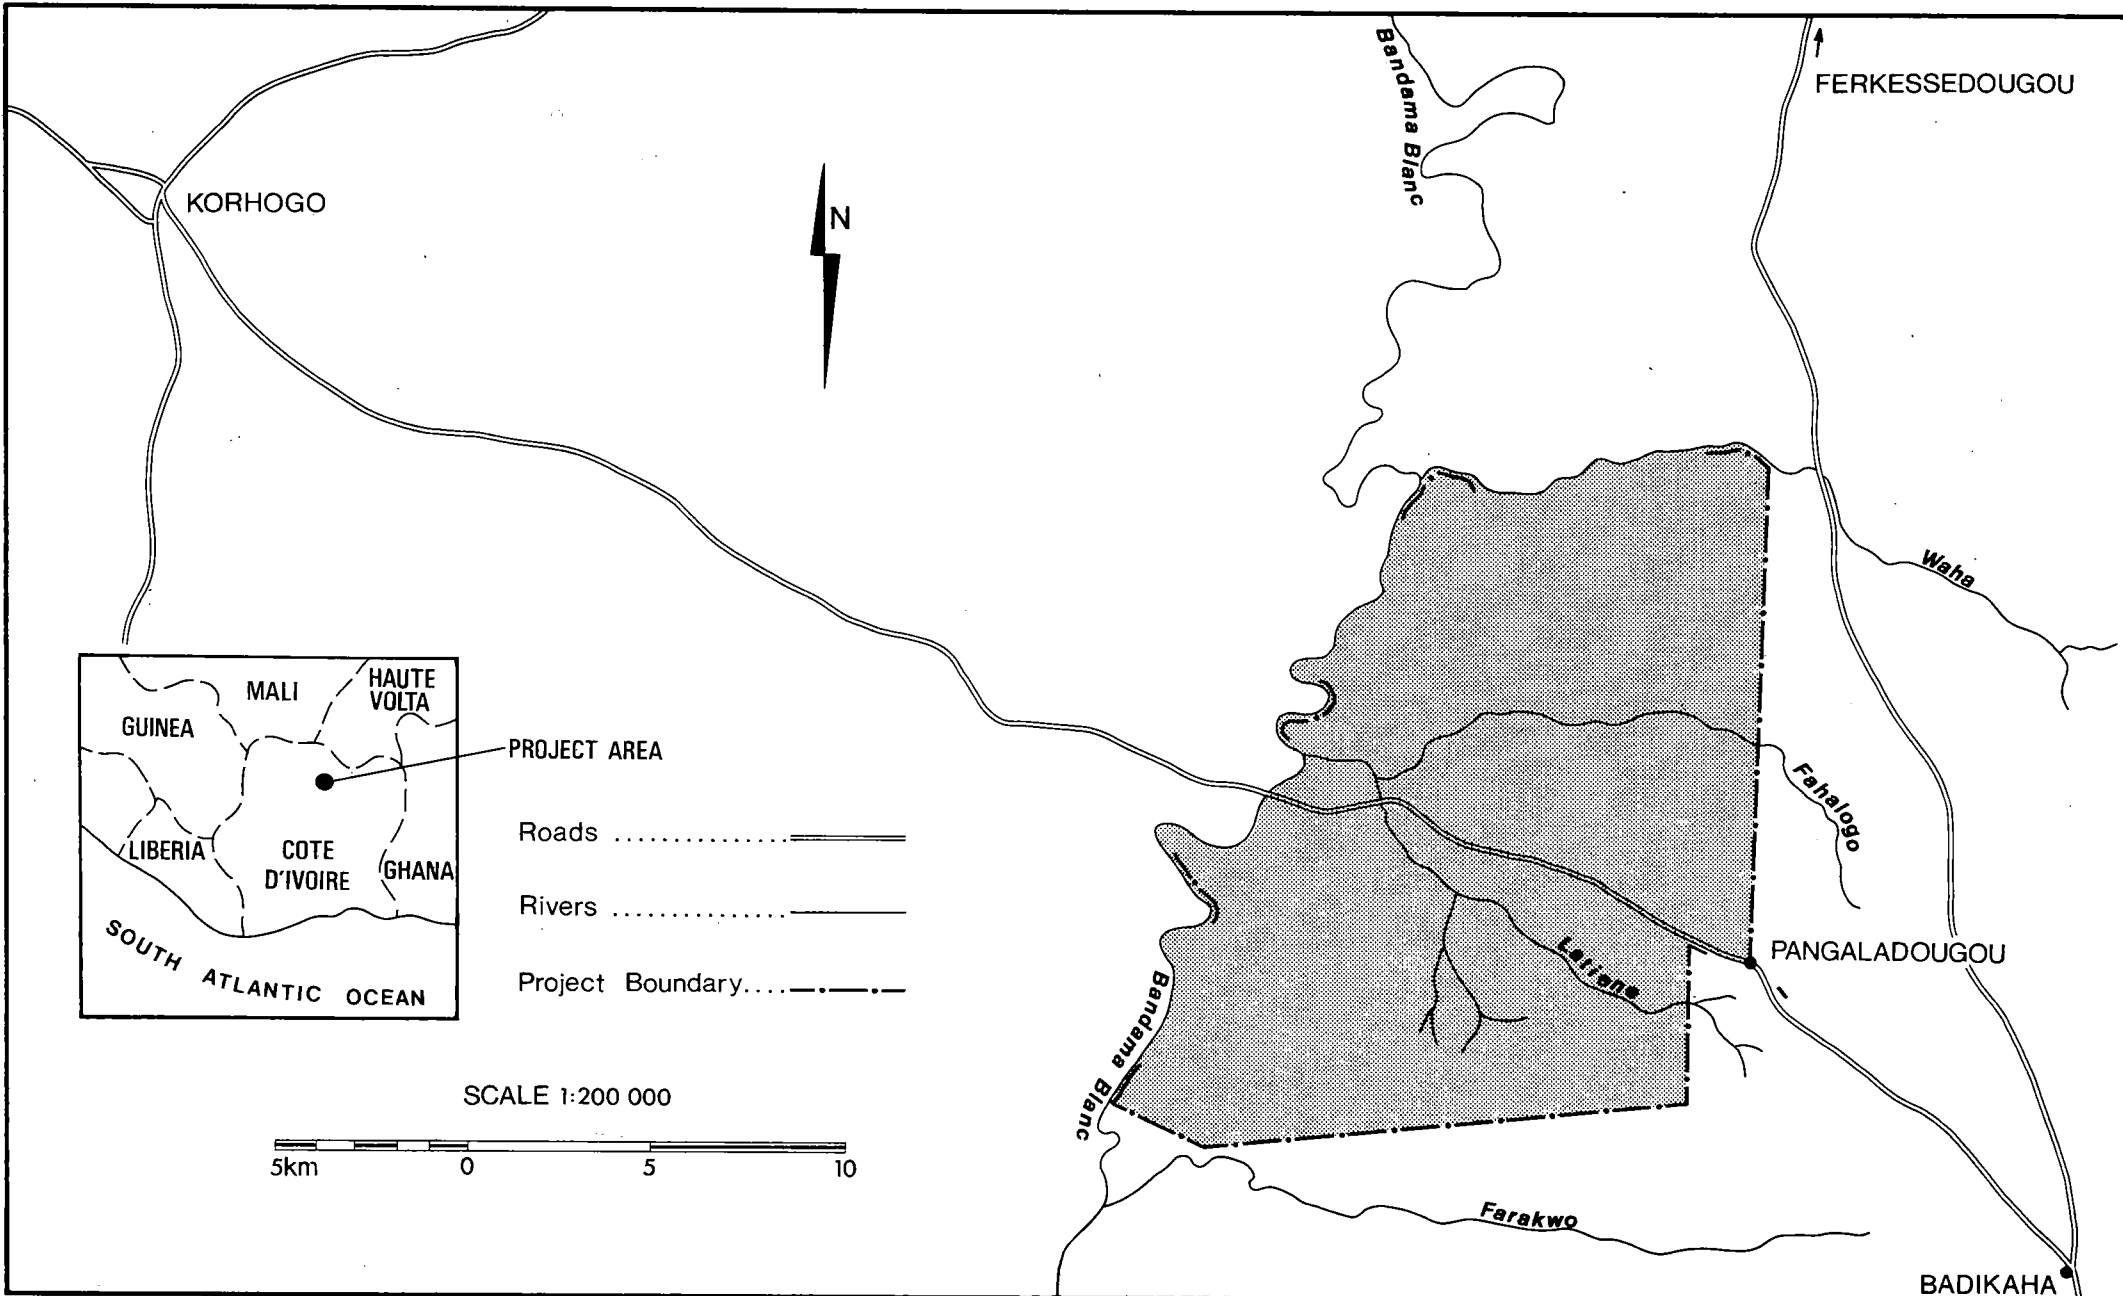 Bandama Blanc
FERKESSEDOUGOU
KORHOGO
N
Waha
MALI
HAUTE
VOLTA
GUINEA
PROJECT AREA
Fahalogo
Roads
LIBERIA
COTE
D'IVOIRE
GHANA
Rivers
SOUTH ATLANTIC OCEAN
PANGALADOUGOU
Latiene
Project Boundary
Bandama Blanc
SCALE 1:200 000
5km 0 5 10
Farakwo
BADIKAHA